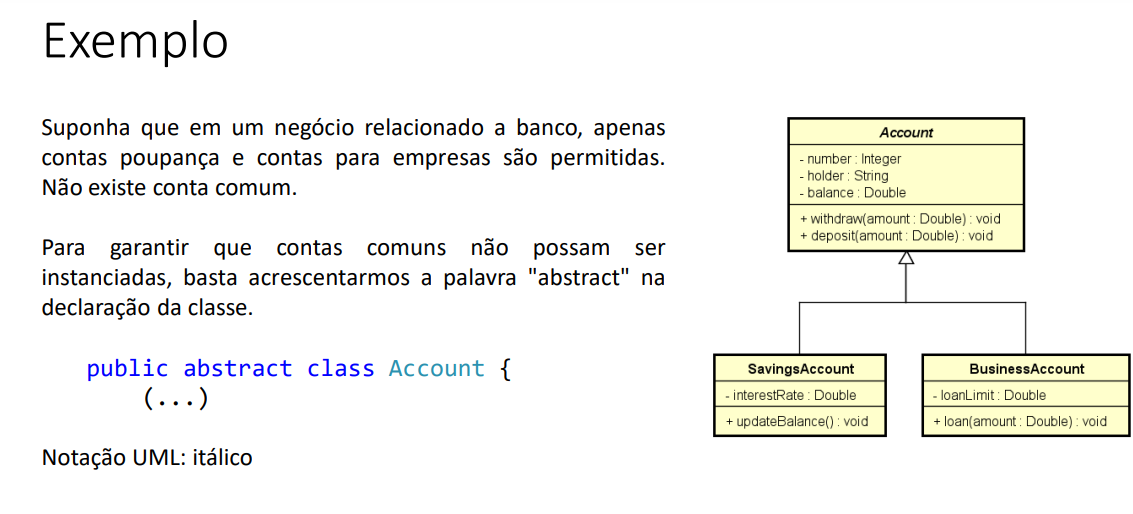 Exemplo
Suponha que em um negócio relacionado a banco, apenas
contas poupança e contas para empresas são permitidas.
Não existe conta comum.
Para garantir que contas comuns não possam ser
instanciadas, basta acrescentarmos a palavra "abstract" na
declaração da classe.
public abstract class Account {
(...)
Notação UML: itálico
Account
- number : Integer
- holder : String
- balance : Double
+ withdraw(amount : Double) : void
+ deposit(amount : Double) : void
SavingsAccount
- interestRate : Double
+ updateBalance() : void
BusinessAccount
- loanLimit : Double
+ loan(amount : Double) : void